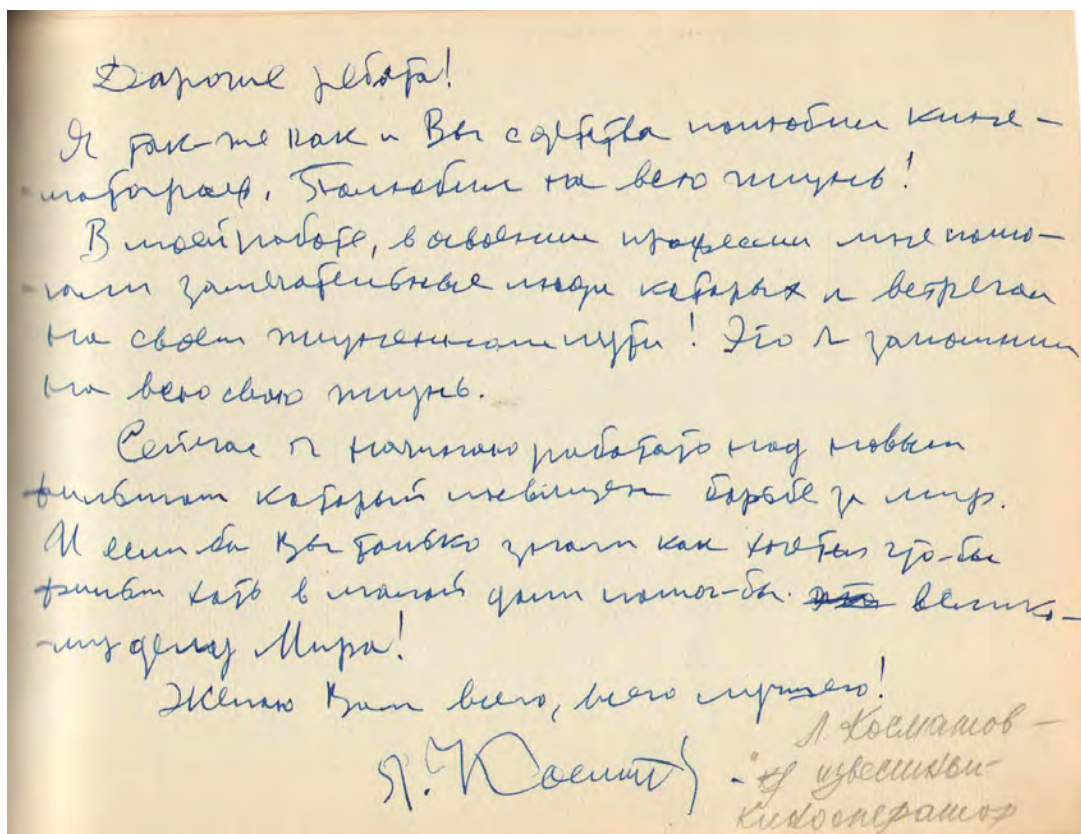 Дорогие ребята!
Я так-же как и Вы с детства полюбил кине-
-матограф. Полюбил на всю жизнь!
В моей работе, в освоении профессии мне помо-
-гали замечательные люди которых я встречал
на своем жизненном пути! Это я запомнил
на всю свою жизнь.
Сейчас я начинаю работать над новым
фильмом который посвящен борьбе за мир.
И если бы Вы только знали как хочется что-бы
фильм хоть в малой доли помог-бы велико-
-му делу Мира!
Желаю Вам всего, всего лучшего!
Л. Косматов –
известный
кинооператор